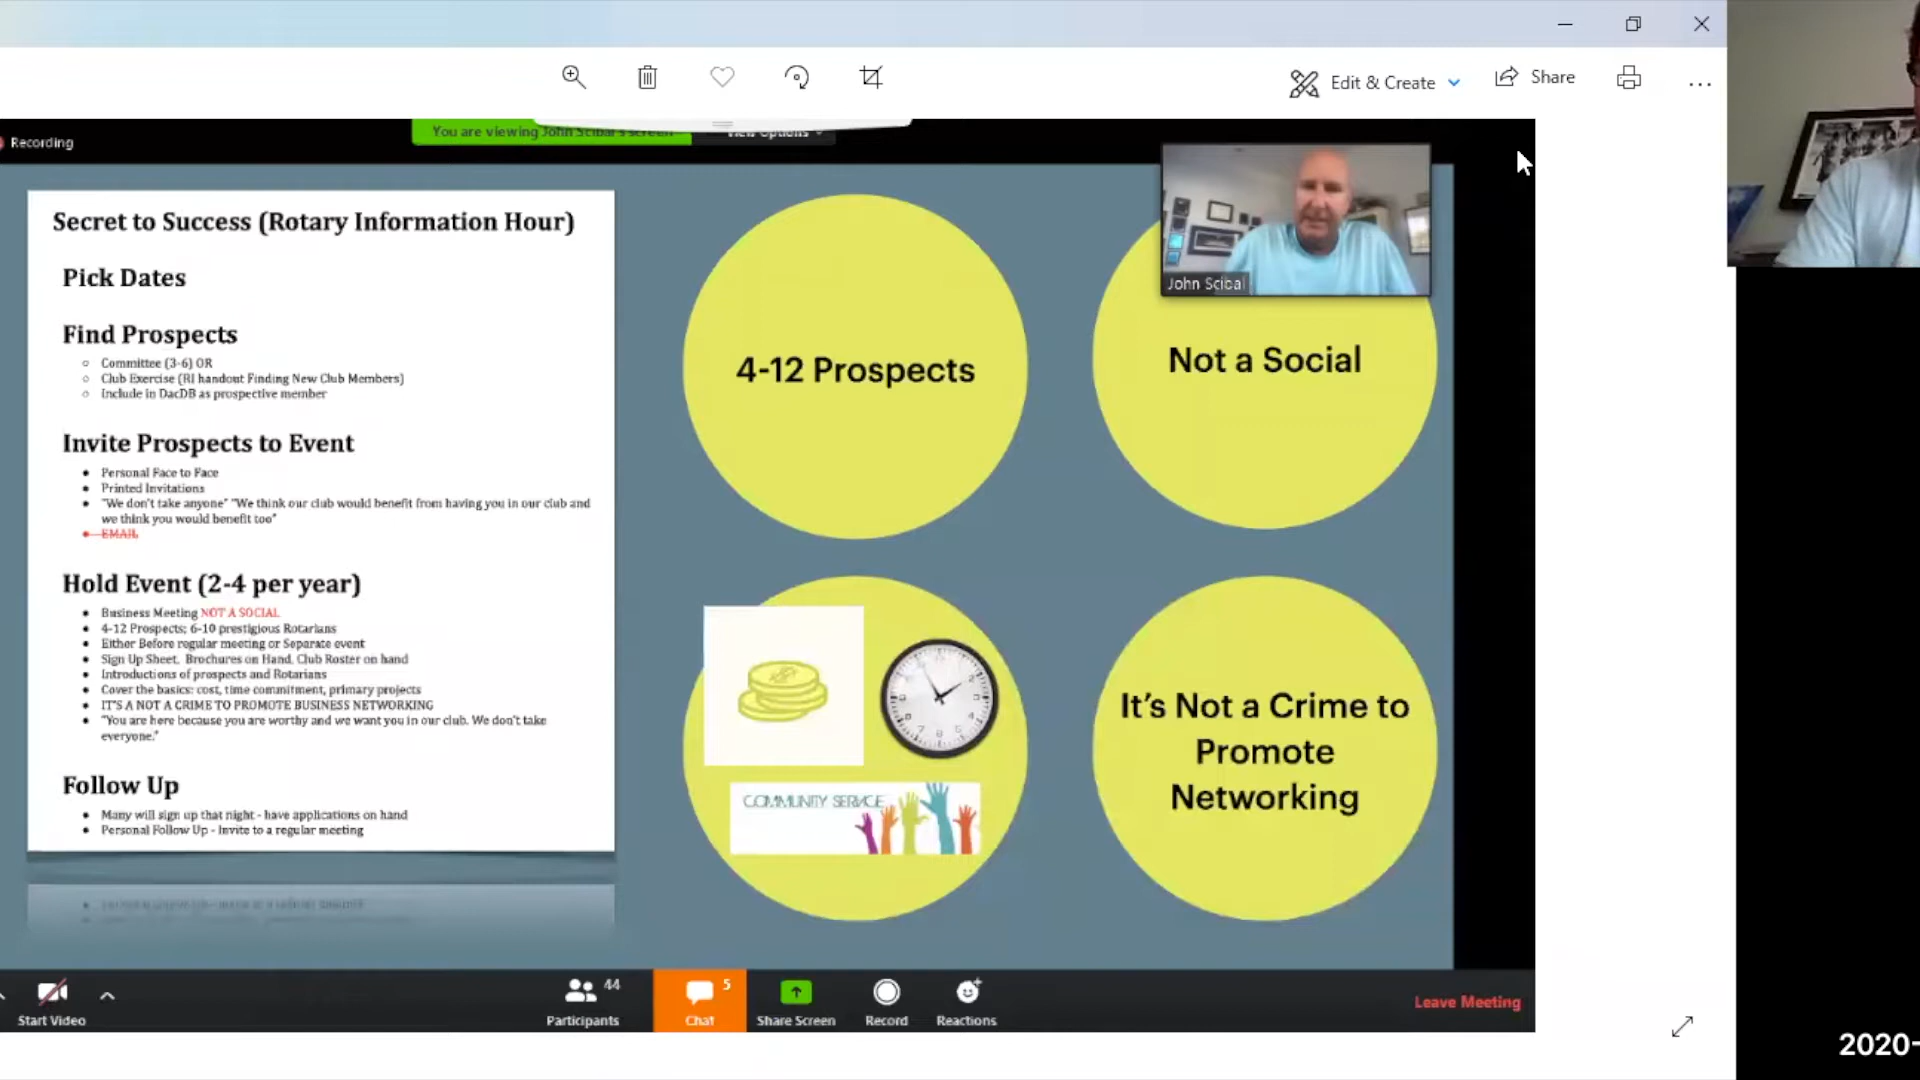 Edit & Create
Share
Recording
You are viewing John Scibal's screen
View Options
Secret to Success (Rotary Information Hour)
Pick Dates
Find Prospects
Committee (3-6) OR
Club Exercise (RI handout Finding New Club Members)
Include in DacDB as prospective member
Invite Prospects to Event
Personal Face to Face
Printed Invitations
"We don't take anyone" "We think our club would benefit from having you in our club and
we think you would benefit too"
EMAIL
Hold Event (2-4 per year)
Business Meeting NOT A SOCIAL
4-12 Prospects; 6-10 prestigious Rotarians
Either Before regular meeting or Separate event
Sign Up Sheet, Brochures on Hand, Club Roster on hand
Introductions of prospects and Rotarians
Cover the basics: cost, time commitment, primary projects
IT'S A NOT A CRIME TO PROMOTE BUSINESS NETWORKING
"You are here because you are worthy and we want you in our club. We don't take
everyone."
Follow Up
Many will sign up that night - have applications on hand
Personal Follow Up - Invite to a regular meeting
4-12 Prospects
John Scibal
Not a Social
COMMUNITY SERVICE
It's Not a Crime to
Promote
Networking
Start Video
44
Participants
5
Chat
Share Screen
Record
Reactions
Leave Meeting
2020-